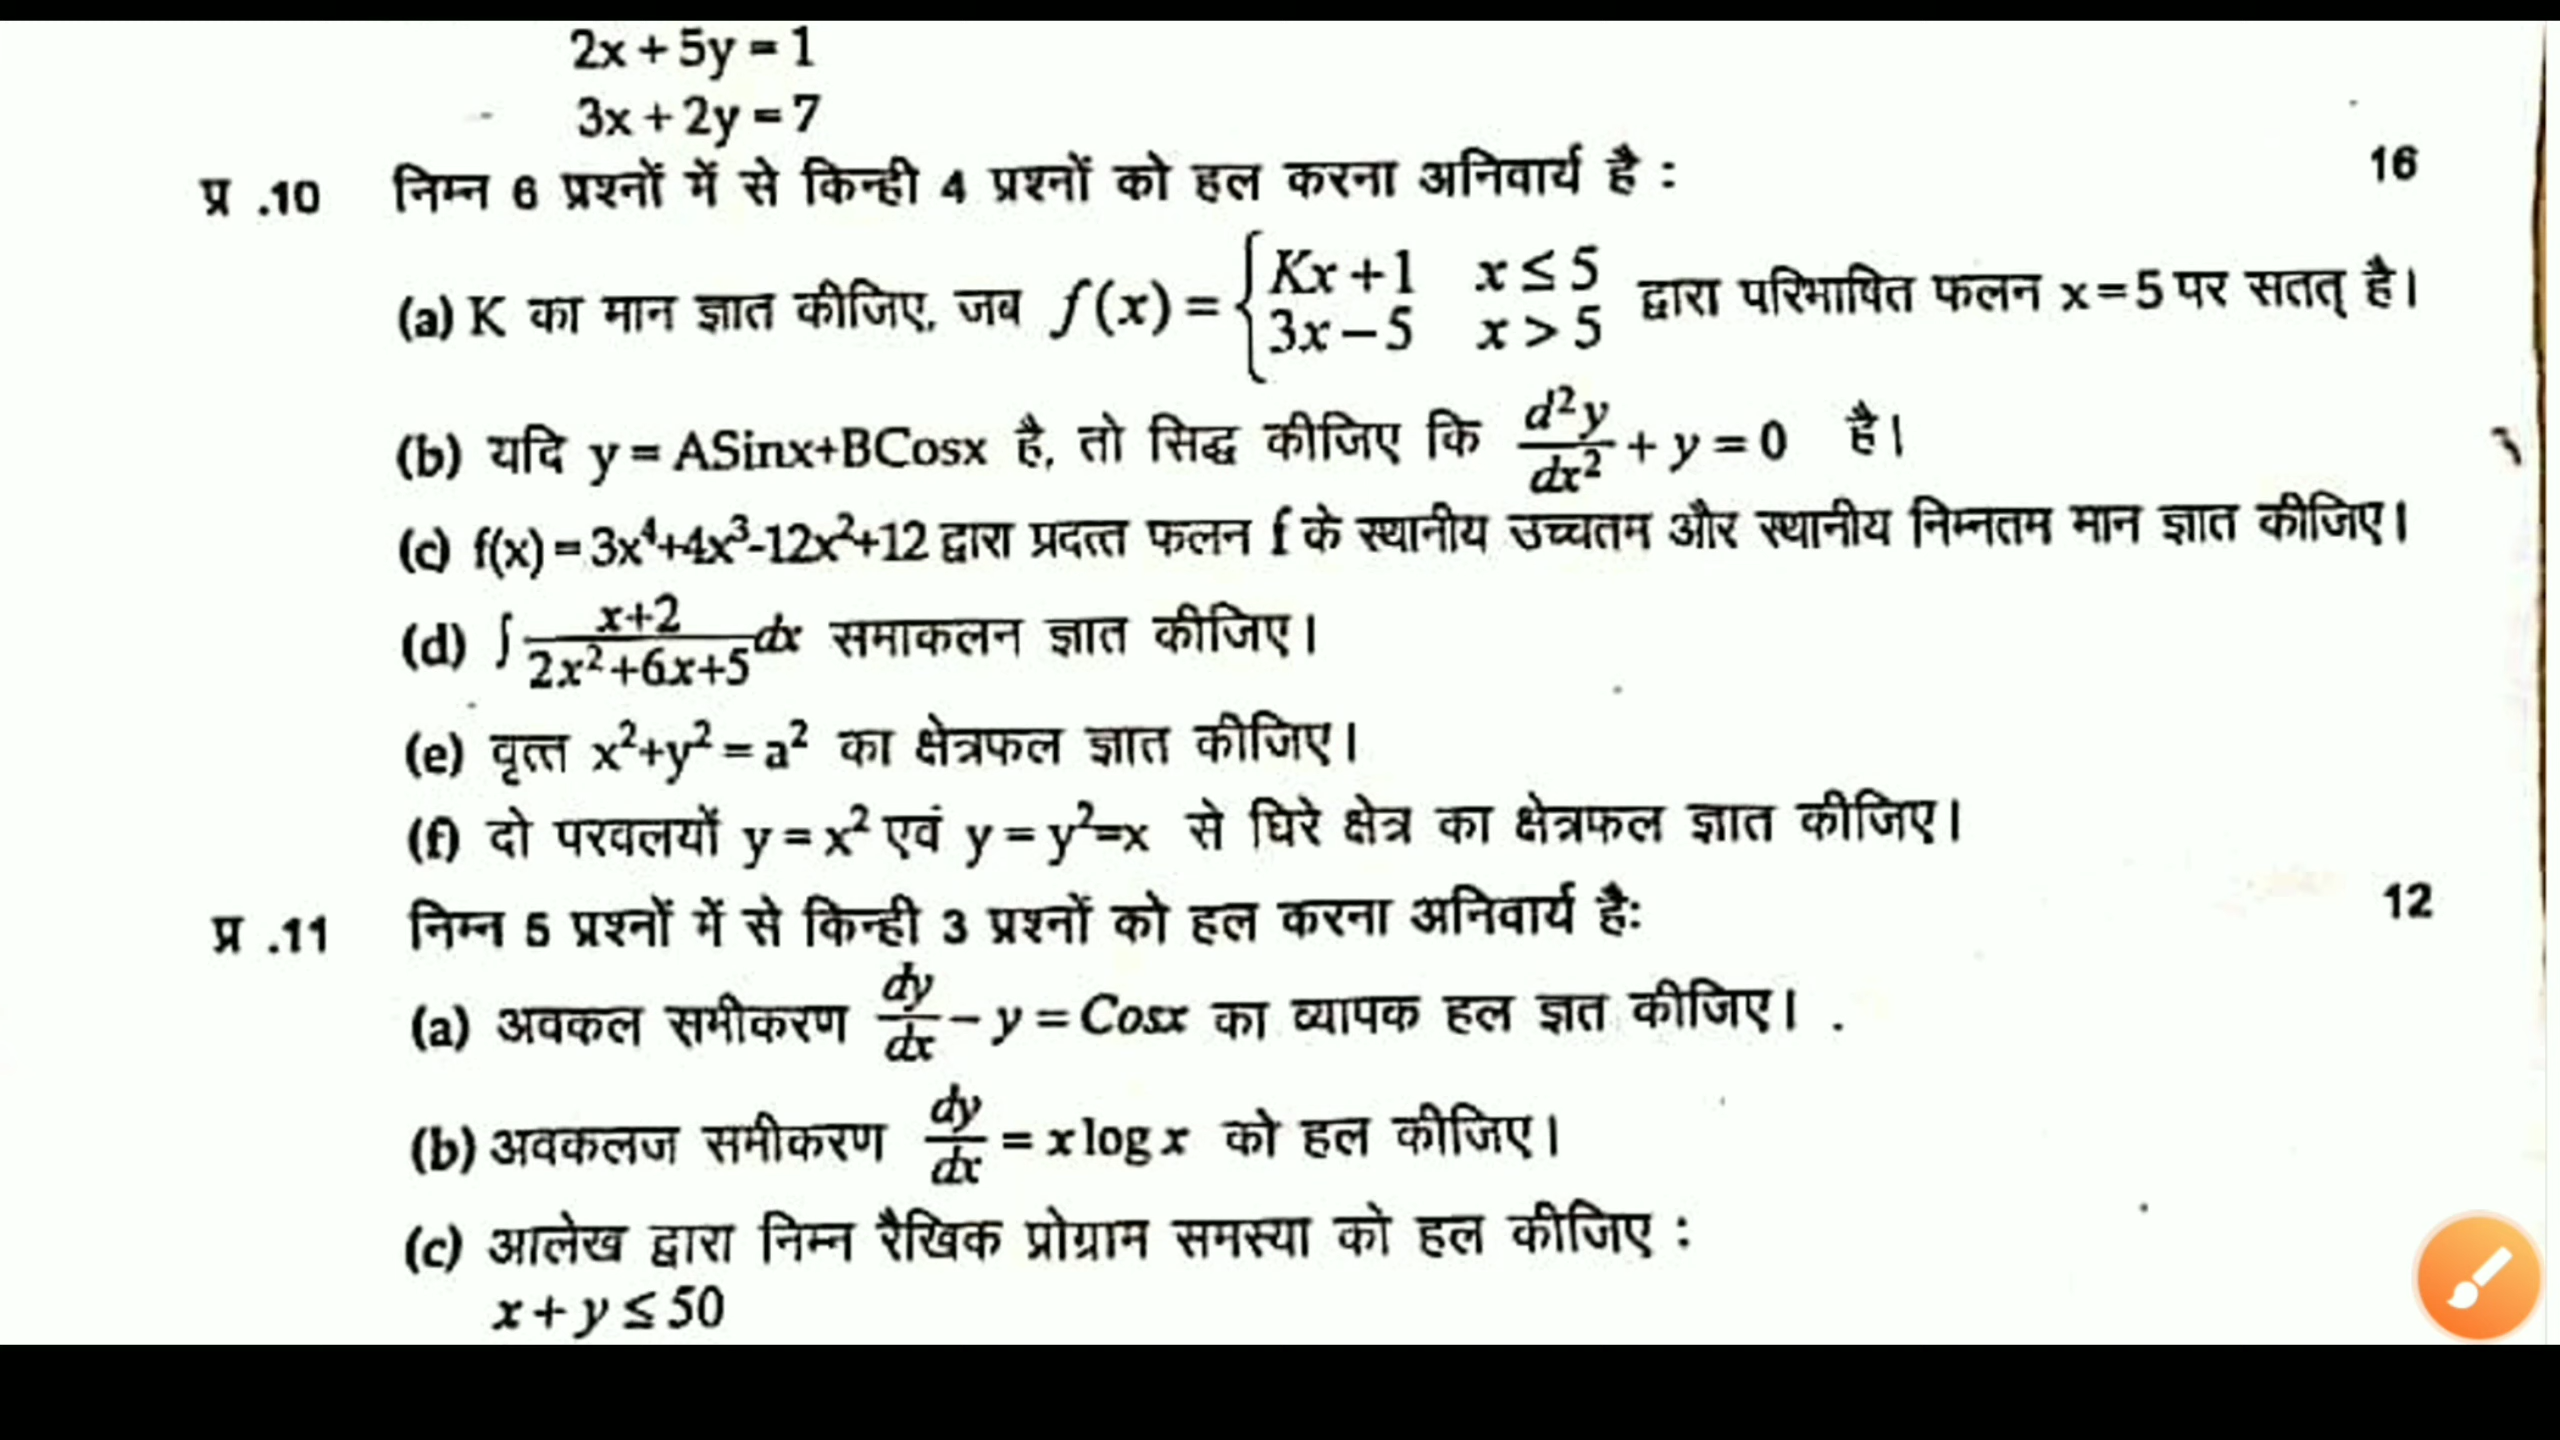 2x + 5y = 1
3x + 2y = 7
प्र .10 निम्न 6 प्रश्नों में से किन्ही 4 प्रश्नों को हल करना अनिवार्य है : 16
(a) K का मान ज्ञात कीजिए, जब f(x) = { Kx + 1 x ≤ 5 द्वारा परिभाषित फलन x = 5 पर सतत् है।
3x − 5 x > 5
(b) यदि y = ASinx+BCosx है, तो सिद्ध कीजिए कि d²y/dx² + y = 0 है।
(c) f(x) = 3x⁴+4x³-12x²+12 द्वारा प्रदत्त फलन f के स्थानीय उच्चतम और स्थानीय निम्नतम मान ज्ञात कीजिए।
(d) ∫ x+2/2x²+6x+5 dx समाकलन ज्ञात कीजिए।
(e) वृत्त x²+y² = a² का क्षेत्रफल ज्ञात कीजिए।
(f) दो परवलयों y = x² एवं y = y²=x से घिरे क्षेत्र का क्षेत्रफल ज्ञात कीजिए।
प्र .11 निम्न 5 प्रश्नों में से किन्ही 3 प्रश्नों को हल करना अनिवार्य है: 12
(a) अवकल समीकरण dy/dx − y = Cosx का व्यापक हल ज्ञत कीजिए। .
(b) अवकलज समीकरण dy/dx = x log x को हल कीजिए।
(c) आलेख द्वारा निम्न रैखिक प्रोग्राम समस्या को हल कीजिए :
x + y ≤ 50